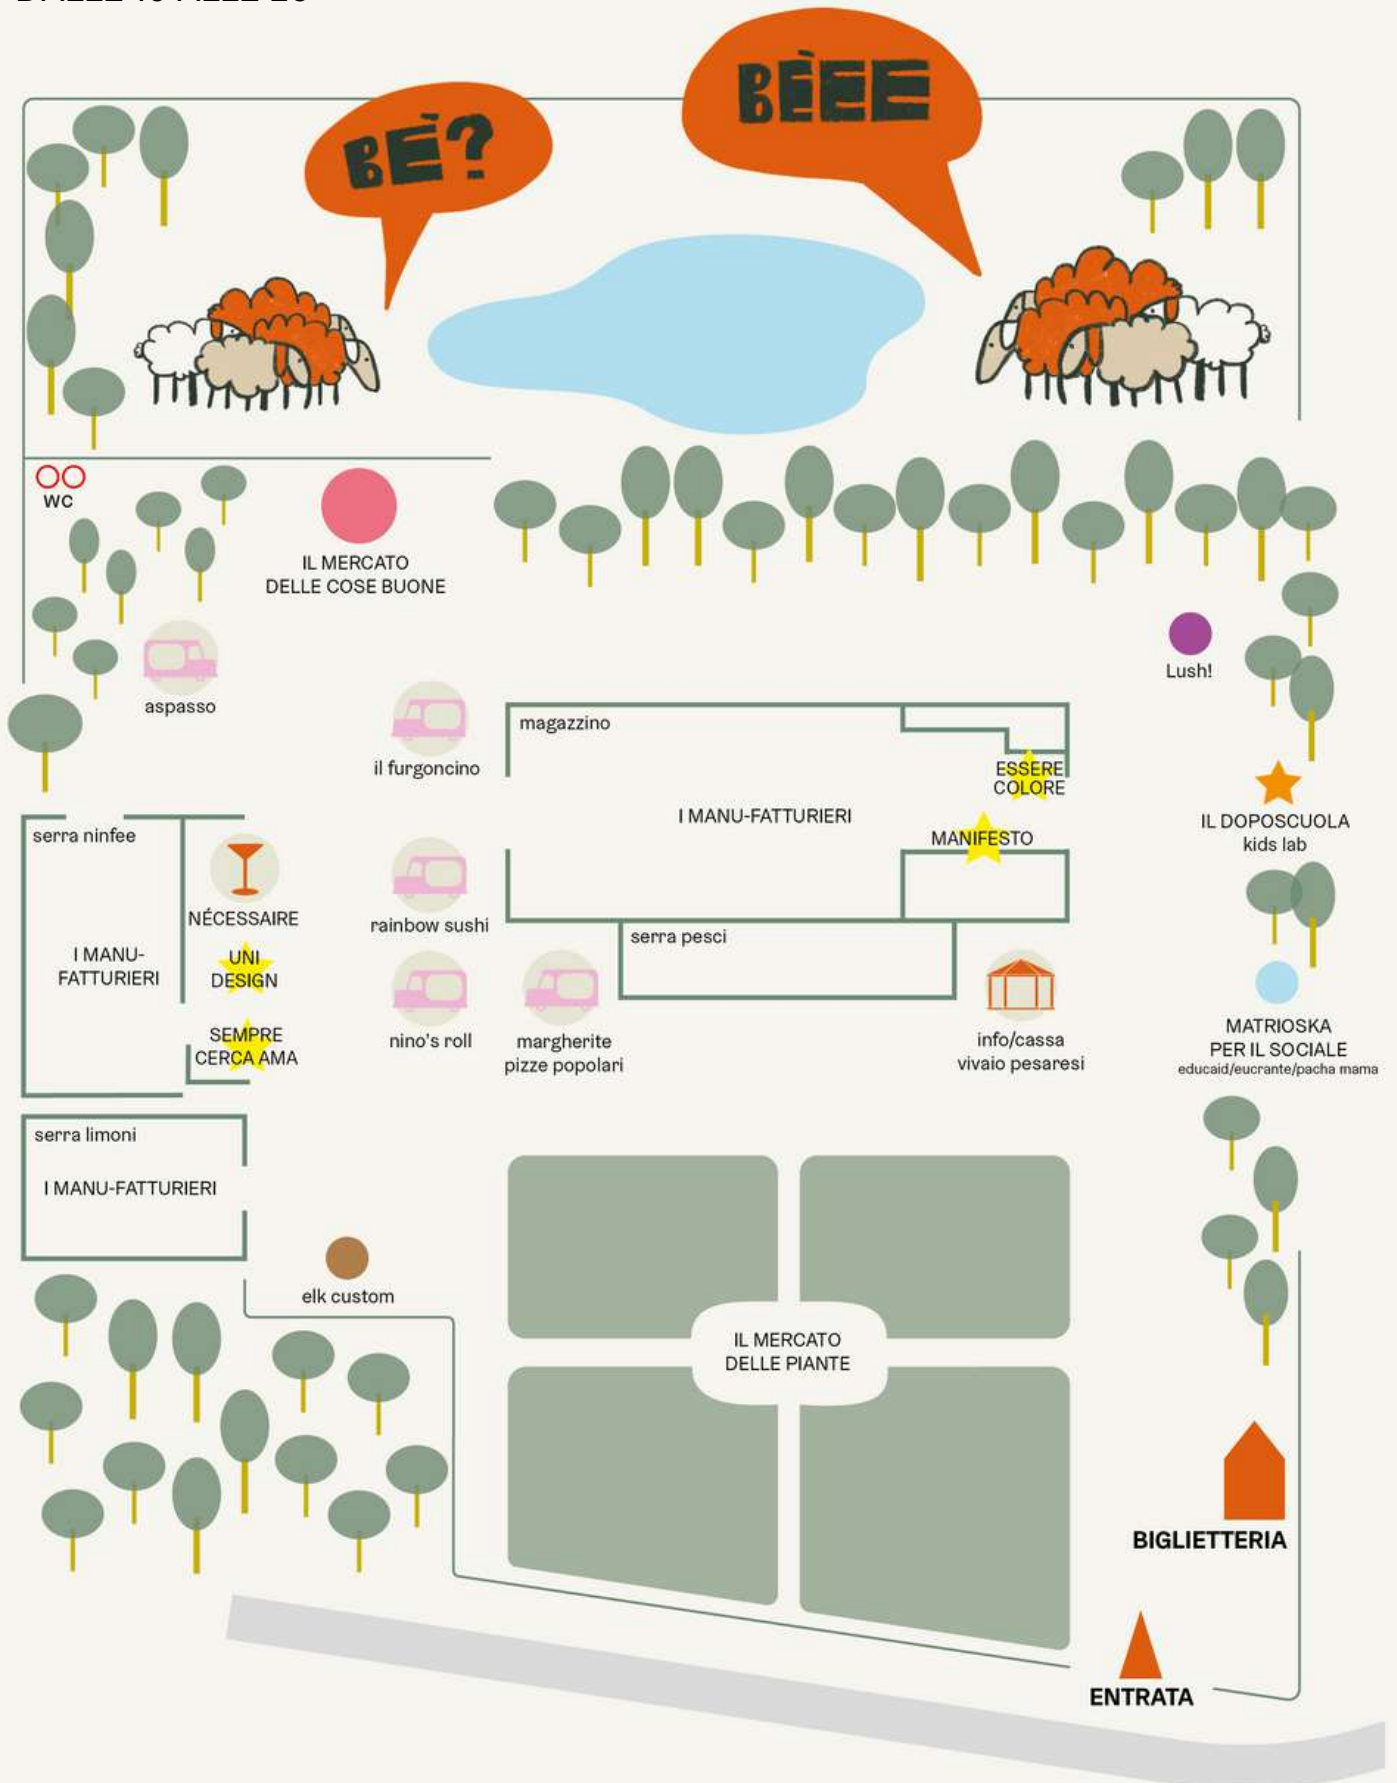 BÈEE
BÈ?
WC
IL MERCATO
DELLE COSE BUONE
Lush!
aspasso
il furgoncino
magazzino
ESSERE
COLORE
I MANU-FATTURIERI
MANIFESTO
IL DOPOSCUOLA
kids lab
serra ninfee
NÉCESSAIRE
rainbow sushi
serra pesci
I MANU-
FATTURIERI
UNI
DESIGN
SEMPRE
CERCA AMA
nino's roll
margherite
pizze popolari
info/cassa
vivaio pesaresi
MATRIOSKA
PER IL SOCIALE
educaid/eucrante/pacha mama
serra limoni
I MANU-FATTURIERI
elk custom
IL MERCATO
DELLE PIANTE
BIGLIETTERIA
ENTRATA